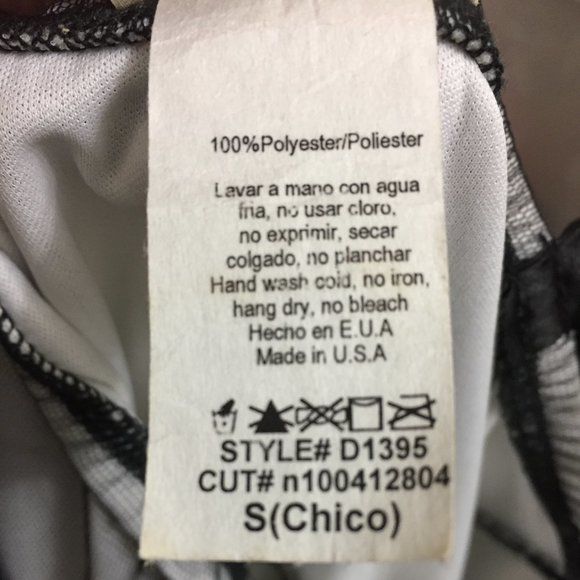 100%Polyester/Poliester
Lavar a mano con agua
fria, no usar cloro,
no exprimir, secar
colgado, no planchar
Hand wash cold, no iron,
hang dry, no bleach
Hecho en E.U.A
Made in U.S.A
STYLE# D1395
CUT# n100412804
S(Chico)